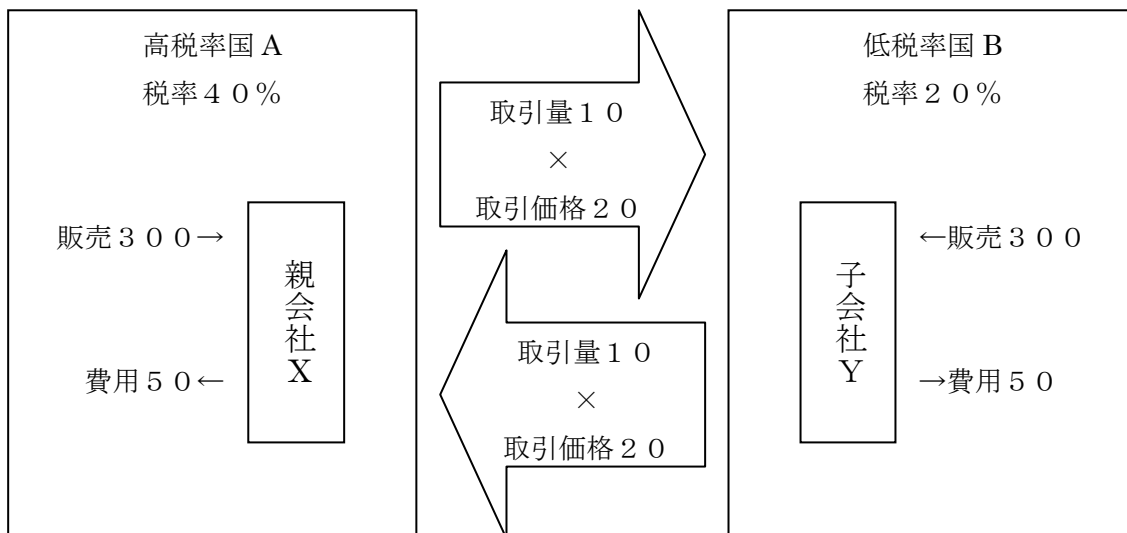 高税率国 A
税率４０％
販売３００→
費用５０←
親会社X
取引量１０
×
取引価格２０
取引量１０
×
取引価格２０
低税率国 B
税率２０％
子会社Y
←販売３００
→費用５０